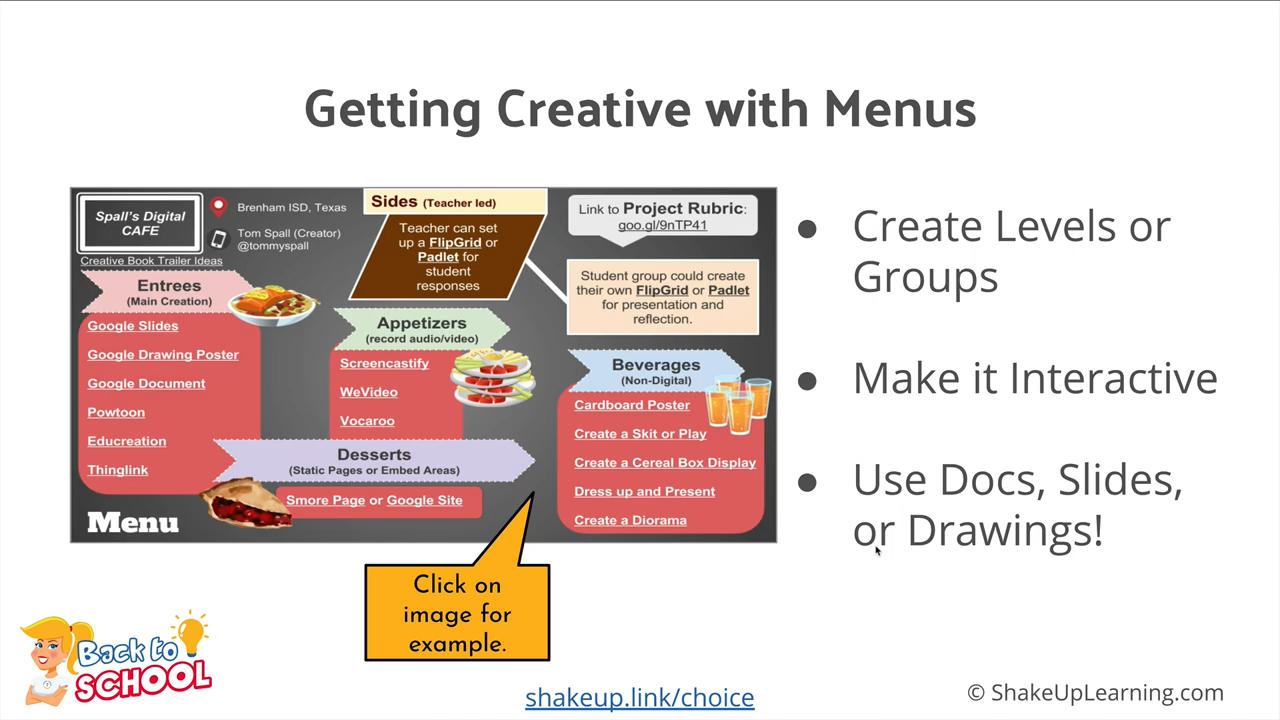 Getting Creative with Menus
Spall's Digital
CAFE
Brenham ISD, Texas
Tom Spall (Creator)
@tommyspall
Creative Book Trailer Ideas
Entrees
(Main Creation)
Google Slides
Google Drawing Poster
Google Document
Powtoon
Educreation
Thinglink
Menu
Sides (Teacher led)
Teacher can set
up a FlipGrid or
Padlet for
student
responses
Appetizers
(record audio/video)
Screencastify
WeVideo
Vocaroo
Desserts
(Static Pages or Embed Areas)
Smore Page or Google Site
Link to Project Rubric:
goo.gl/9nTP41
Student group could create
their own FlipGrid or Padlet
for presentation and
reflection.
Beverages
(Non-Digital)
Cardboard Poster
Create a Skit or Play
Create a Cereal Box Display
Dress up and Present
Create a Diorama
● Create Levels or
Groups
● Make it Interactive
● Use Docs, Slides,
or Drawings!
Click on
image for
example.
Back to
SCHOOL
shakeup.link/choice
© ShakeUpLearning.com